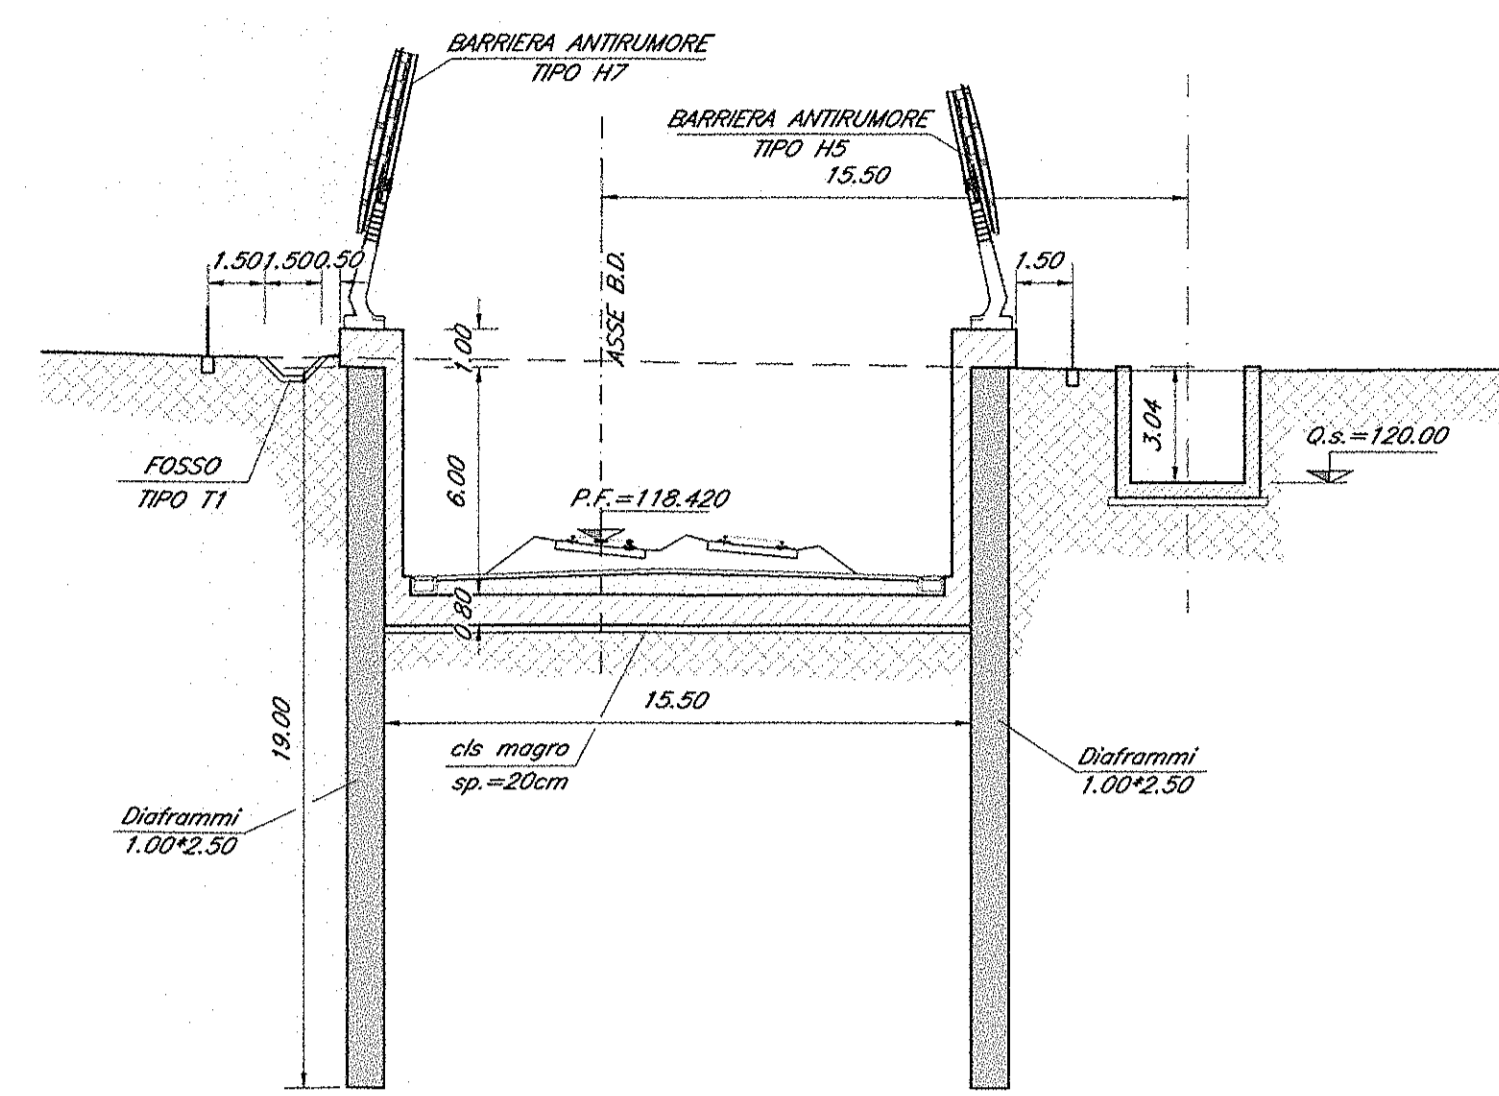 BARRIERA ANTIRUMORE
TIPO H7
BARRIERA ANTIRUMORE
TIPO H5
15.50
1.50
1.50
0.50
ASSE B.D.
1.50
1.00
6.00
3.04
Q.s.=120.00
FOSSO
TIPO T1
P.F.=118.420
0.80
19.00
15.50
cls magro
sp.=20cm
Diaframmi
1.00*2.50
Diaframmi
1.00*2.50